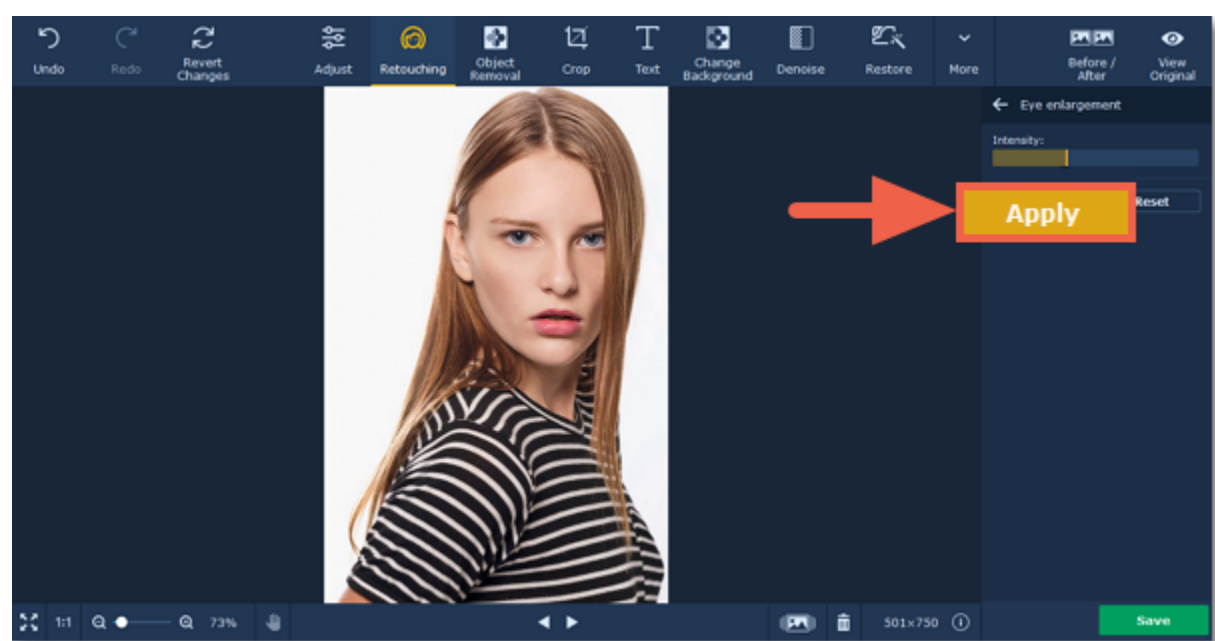 Undo
Redo
Revert
Changes
Adjust
Retouching
Object
Removal
Crop
Text
Change
Background
Denoise
Restore
More
Before /
After
View
Original
Eye enlargement
Intensity:
Apply
Reset
1:1
73%
501×750
Save